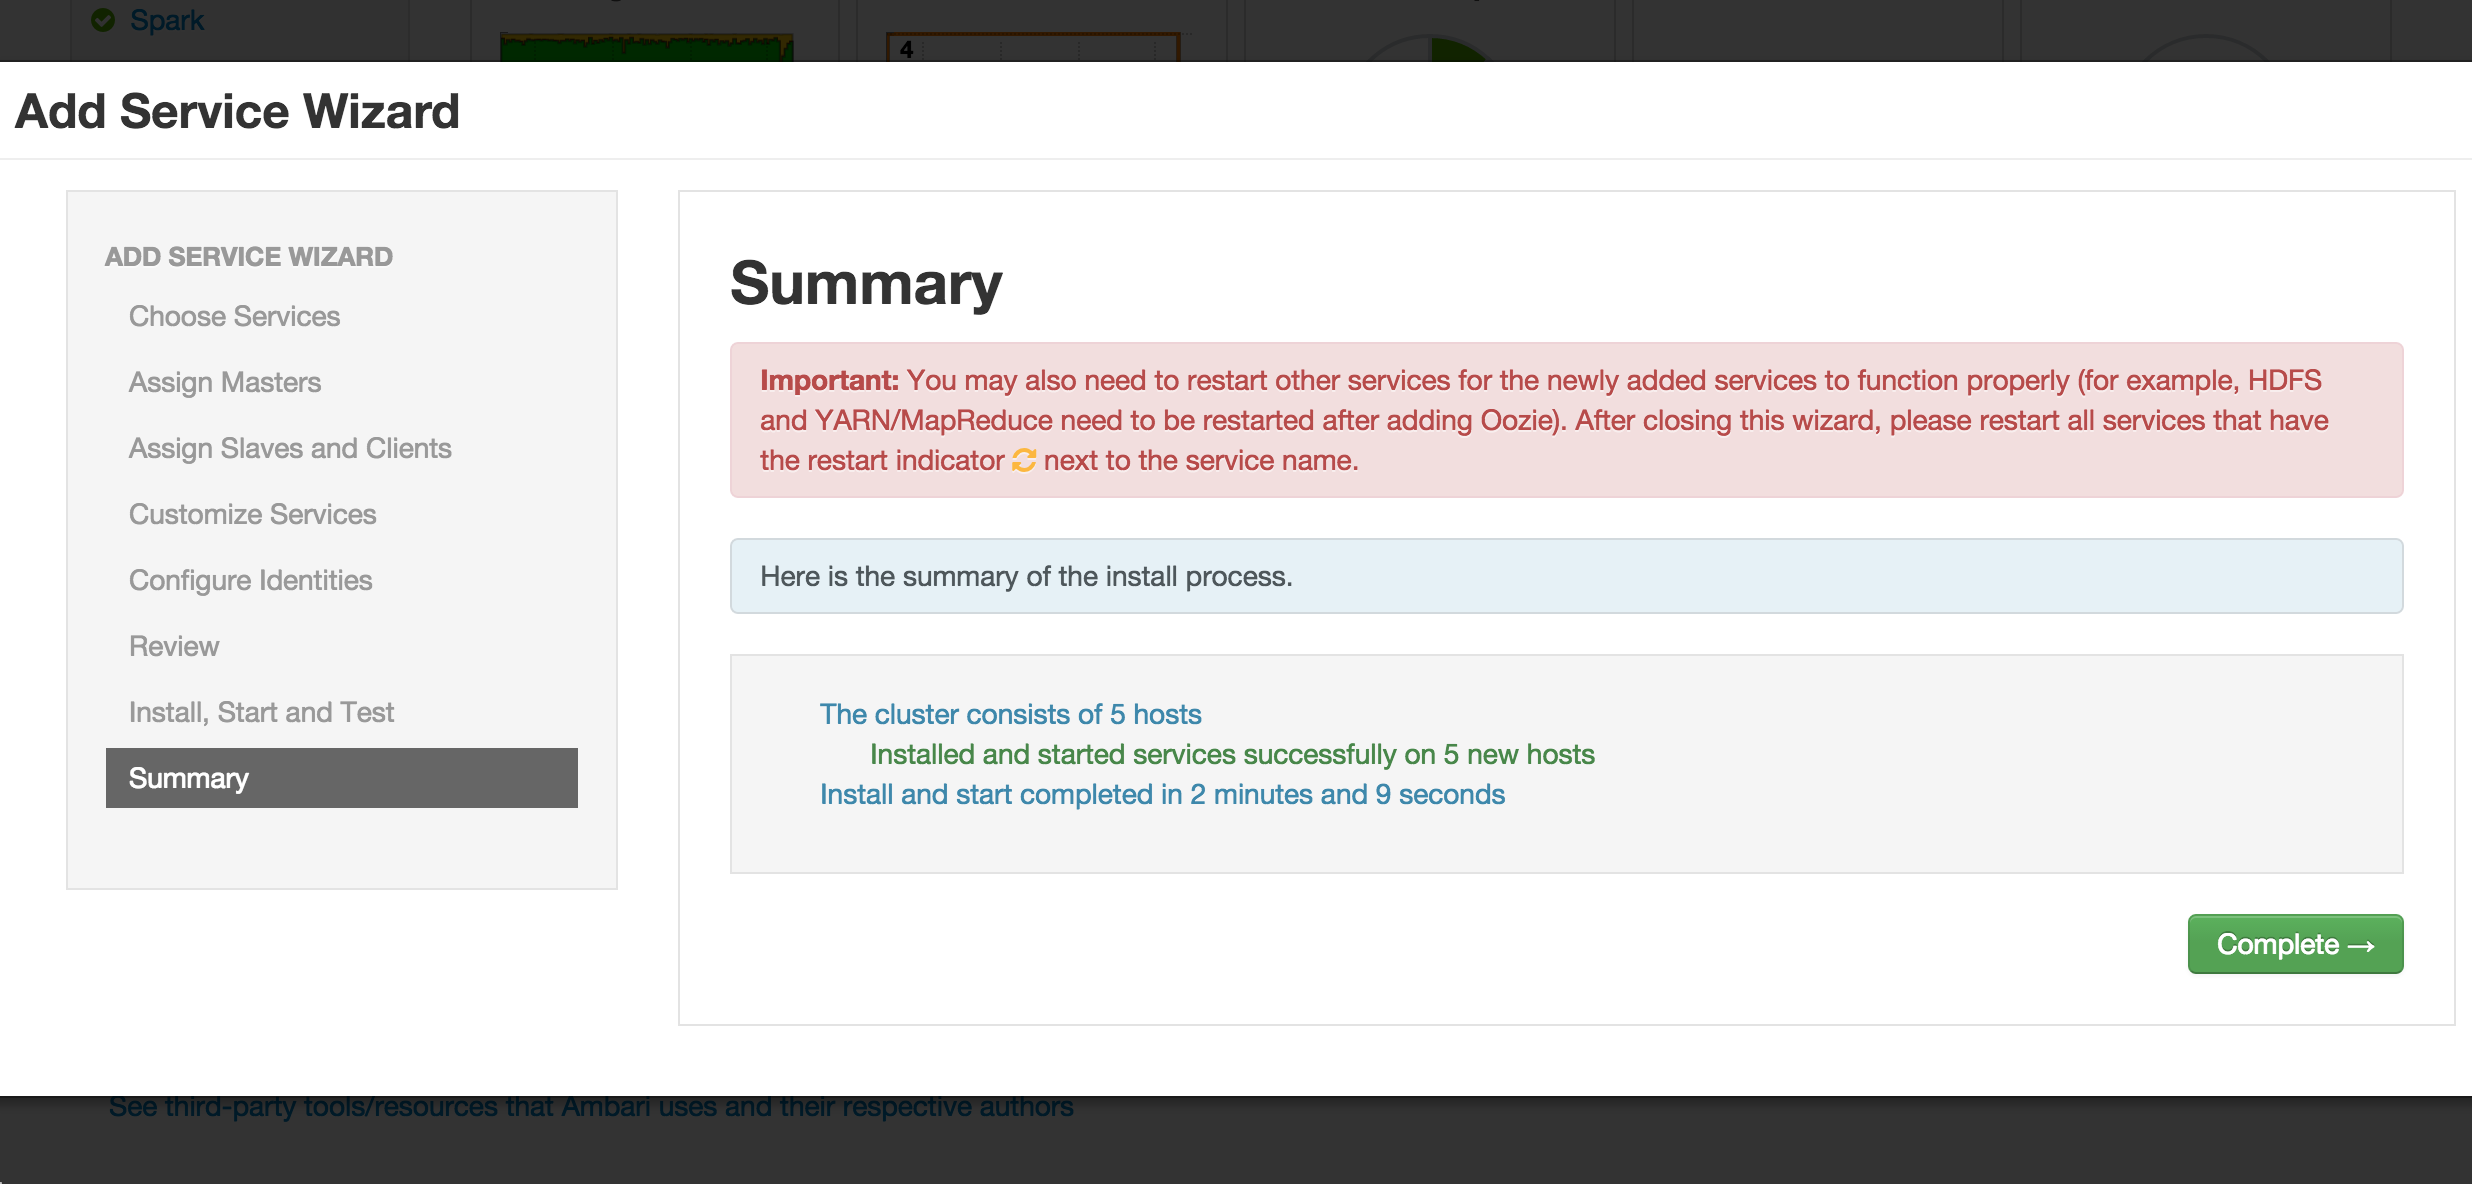 Spark
4
Add Service Wizard
ADD SERVICE WIZARD
Choose Services
Assign Masters
Assign Slaves and Clients
Customize Services
Configure Identities
Review
Install, Start and Test
Summary
Summary
Important: You may also need to restart other services for the newly added services to function properly (for example, HDFS
and YARN/MapReduce need to be restarted after adding Oozie). After closing this wizard, please restart all services that have
the restart indicator next to the service name.
Here is the summary of the install process.
The cluster consists of 5 hosts
Installed and started services successfully on 5 new hosts
Install and start completed in 2 minutes and 9 seconds
Complete →
See third-party tools/resources that Ambari uses and their respective authors